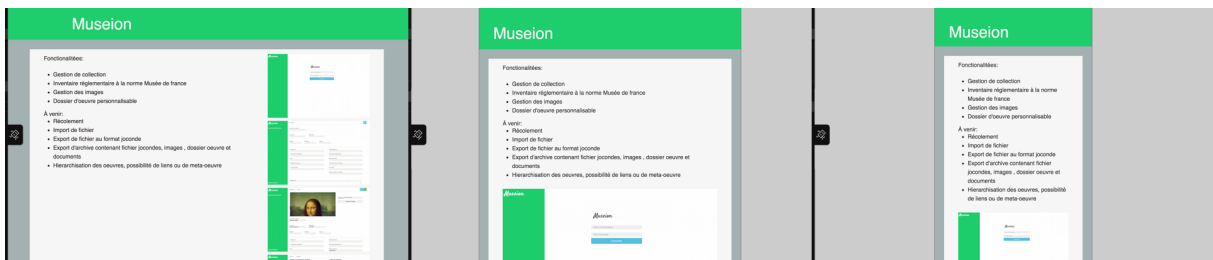 Museion
Fonctionalitées:
Gestion de collection
Inventaire réglementaire à la norme Musée de france
Gestion des images
Dossier d'oeuvre personnalisable
À venir:
Récolement
Import de fichier
Export de fichier au format joconde
Export d'archive contenant fichier jocondes, images , dossier oeuvre et
documents
Hierarchisation des oeuvres, possibilité de liens ou de meta-oeuvre
Museion
Fonctionalitées:
Gestion de collection
Inventaire réglementaire à la norme Musée de france
Gestion des images
Dossier d'oeuvre personnalisable
À venir:
Récolement
Import de fichier
Export de fichier au format joconde
Export d'archive contenant fichier jocondes, images , dossier oeuvre et
documents
Hierarchisation des oeuvres, possibilité de liens ou de meta-oeuvre
Museion
Museion
Museion
Fonctionalitées:
Gestion de collection
Inventaire réglementaire à la norme
Musée de france
Gestion des images
Dossier d'oeuvre personnalisable
À venir:
Récolement
Import de fichier
Export de fichier au format joconde
Export d'archive contenant fichier
jocondes, images , dossier oeuvre et
documents
Hierarchisation des oeuvres, possibilité
de liens ou de meta-oeuvre